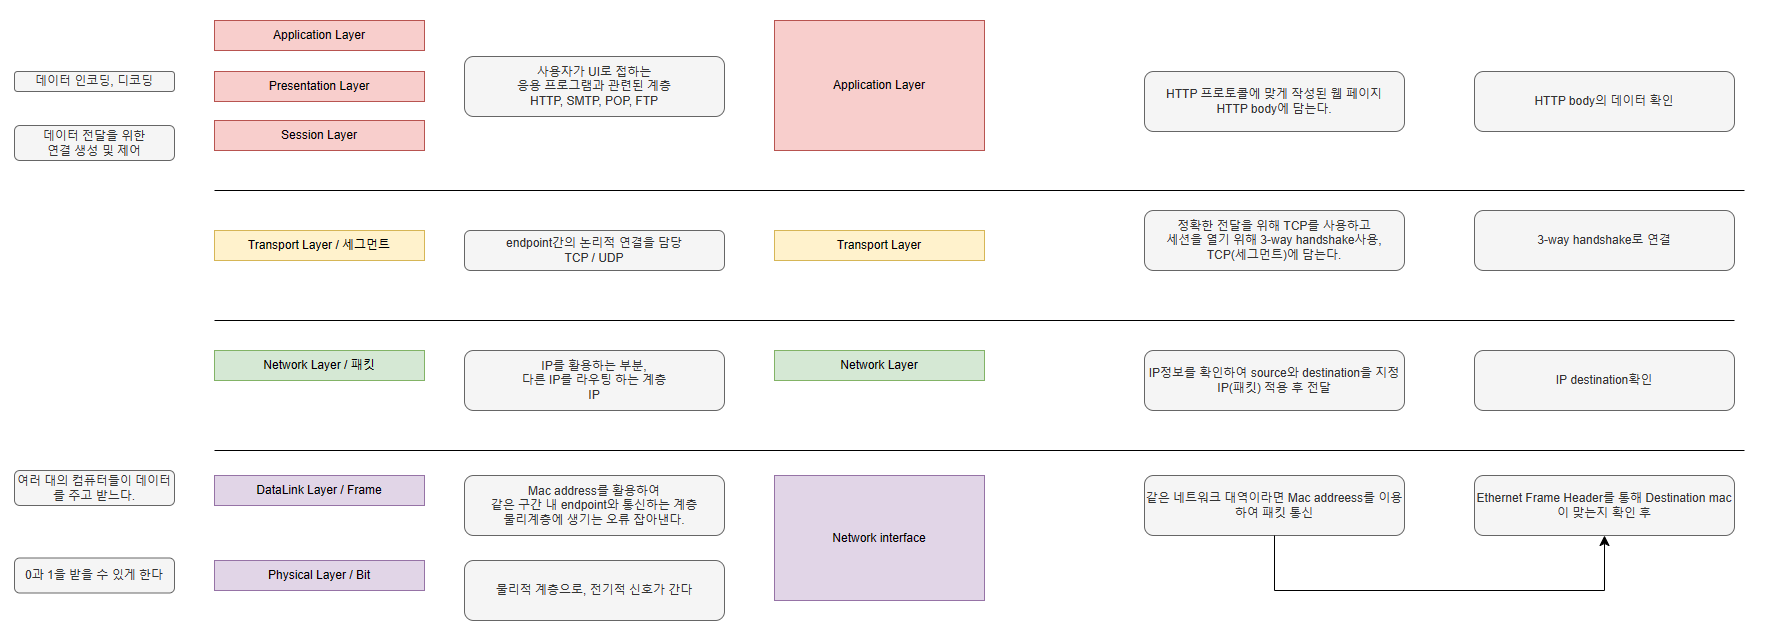 Application Layer
데이터 인코딩, 디코딩
Presentation Layer
사용자가 UI로 접하는
응용 프로그램과 관련된 계층
HTTP, SMTP, POP, FTP
Application Layer
HTTP 프로토콜에 맞게 작성된 웹 페이지
HTTP body에 담는다.
HTTP body의 데이터 확인
데이터 전달을 위한
연결 생성 및 제어
Session Layer
Transport Layer / 세그먼트
endpoint간의 논리적 연결을 담당
TCP / UDP
Transport Layer
정확한 전달을 위해 TCP를 사용하고
세션을 열기 위해 3-way handshake사용,
TCP(세그먼트)에 담는다.
3-way handshake로 연결
Network Layer / 패킷
IP를 활용하는 부분,
다른 IP를 라우팅 하는 계층
IP
Network Layer
IP정보를 확인하여 source와 destination을 지정
IP(패킷) 적용 후 전달
IP destination확인
여러 대의 컴퓨터들이 데이터
를 주고 받느다.
DataLink Layer / Frame
Mac address를 활용하여
같은 구간 내 endpoint와 통신하는 계층
물리계층에 생기는 오류 잡아낸다.
Network interface
같은 네트워크 대역이라면 Mac addreess를 이용
하여 패킷 통신
Ethernet Frame Header를 통해 Destination mac
이 맞는지 확인 후
0과 1을 받을 수 있게 한다
Physical Layer / Bit
물리적 계층으로, 전기적 신호가 간다